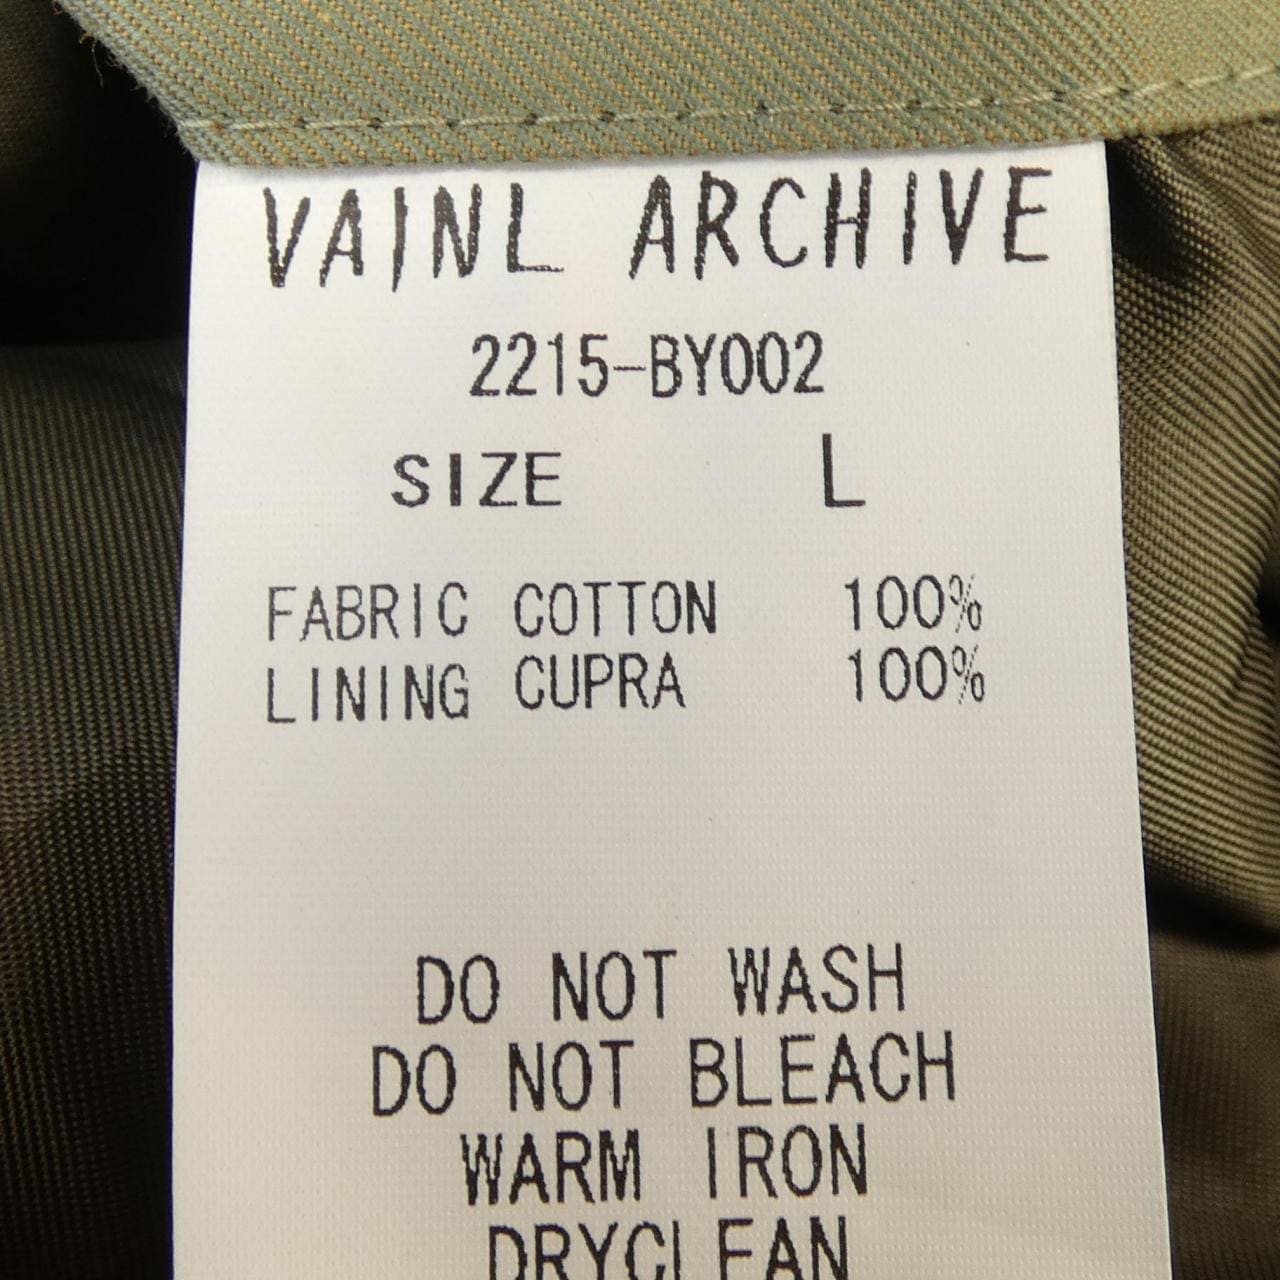 VAINL ARCHIVE
2215-BY002
SIZE L
FABRIC COTTON 100%
LINING CUPRA 100%
DO NOT WASH
DO NOT BLEACH
WARM IRON
DRYCLEAN